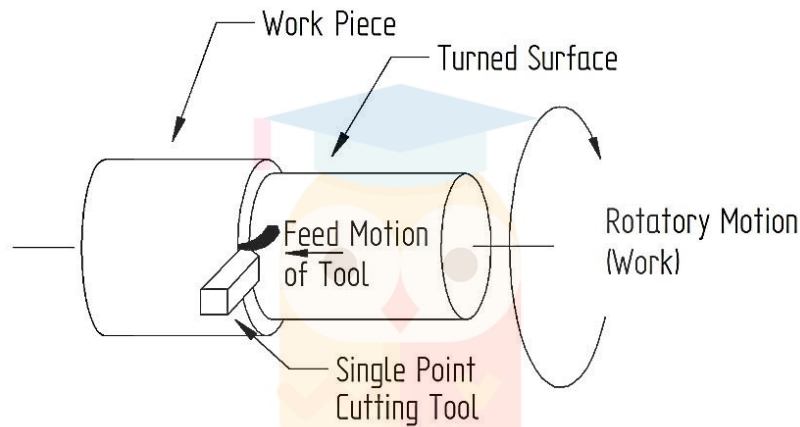 Work Piece
Turned Surface
Feed Motion
of Tool
Rotatory Motion
(Work)
Single Point
Cutting Tool